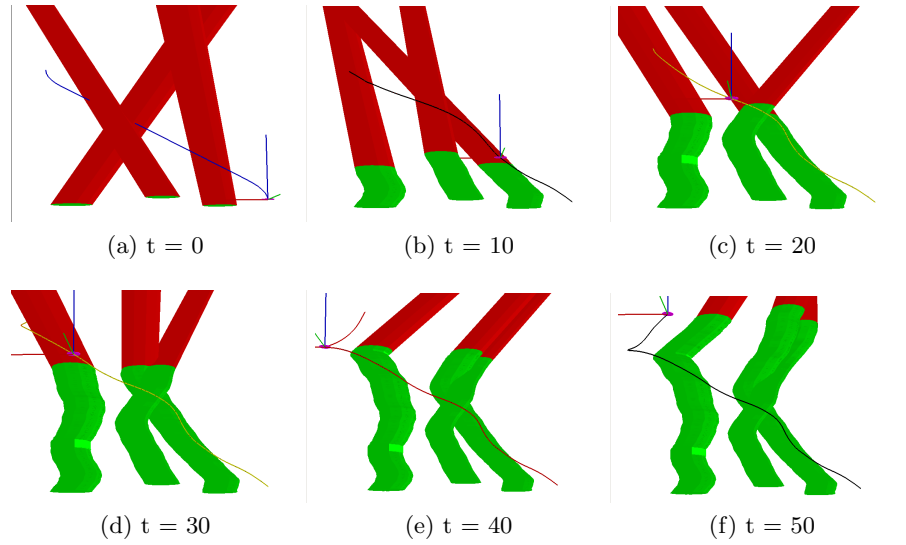 (a) t = 0
(b) t = 10
(c) t = 20
(d) t = 30
(e) t = 40
(f) t = 50